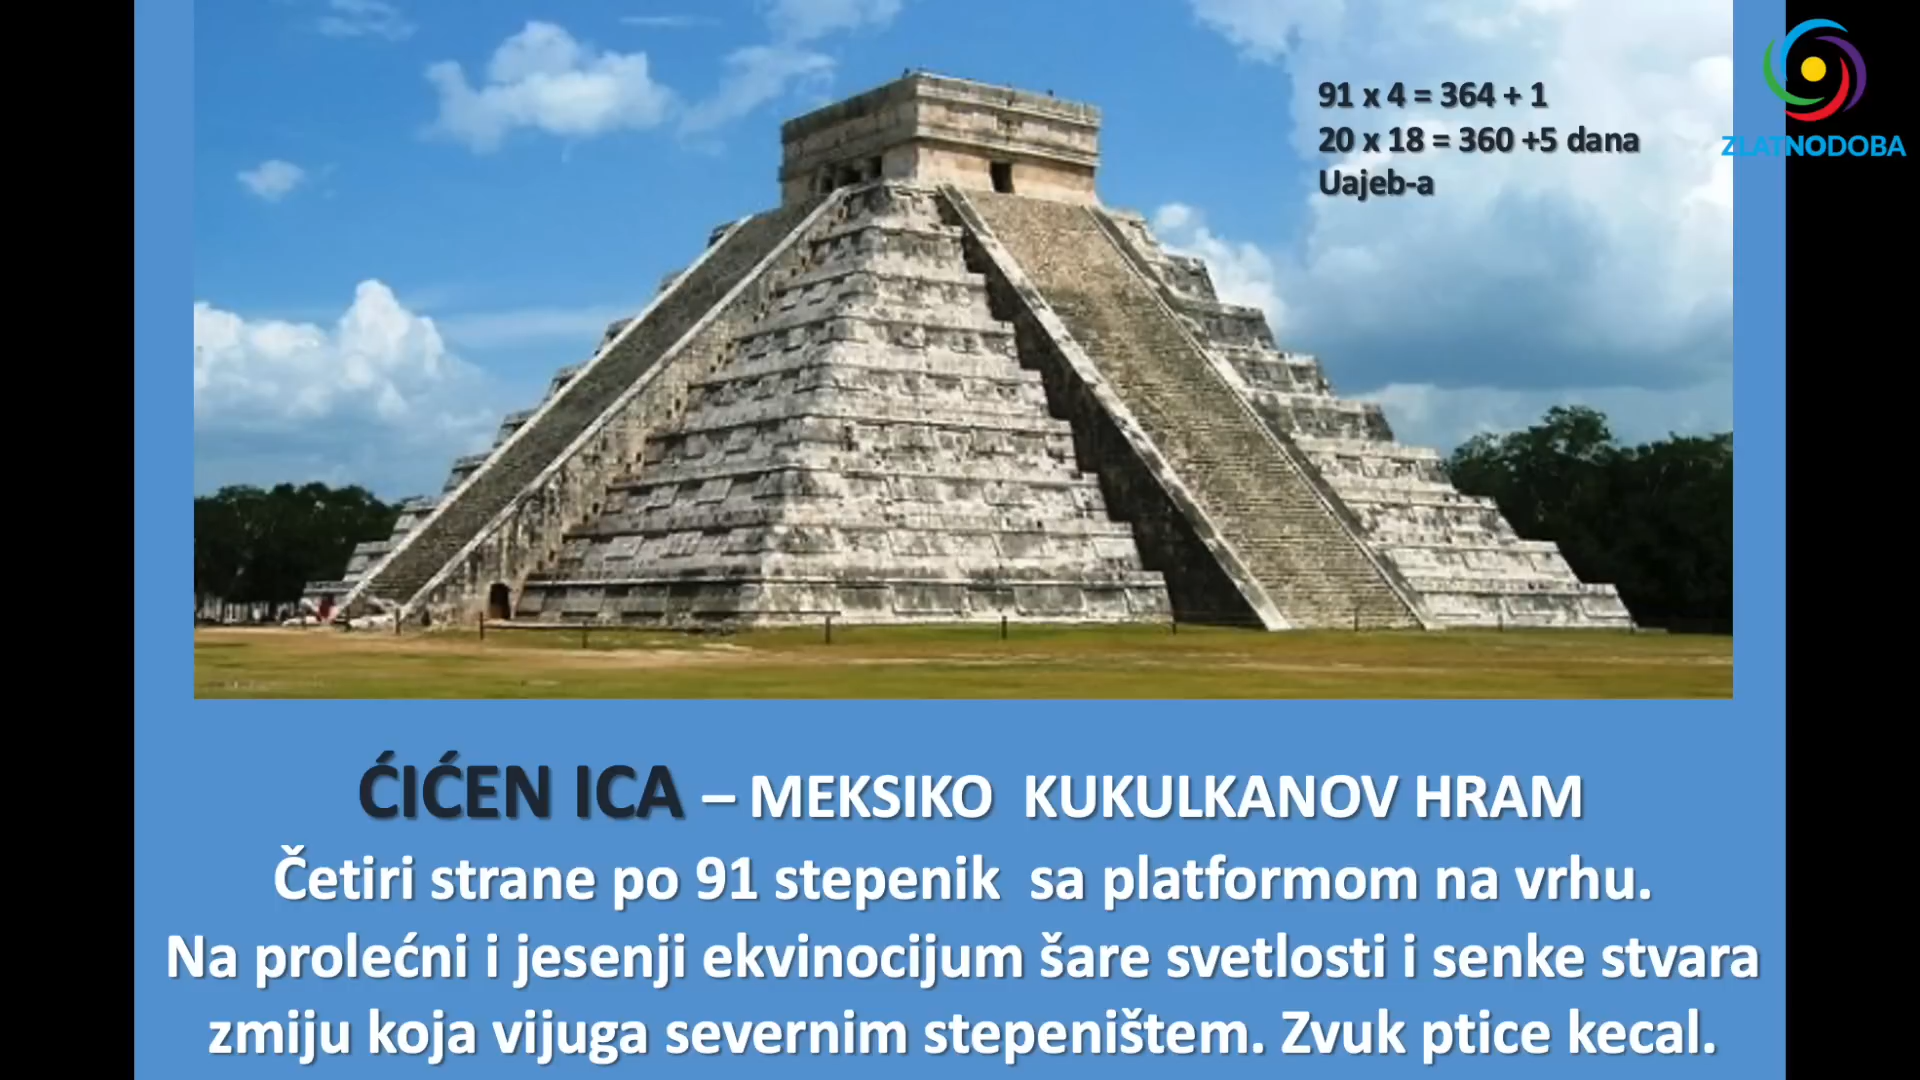 91 x 4 = 364 + 1
20 x 18 = 360 +5 dana
Uajeb-a
ZLATNODOBA
ĆIĆEN ICA – MEKSIKO KUKULKANOV HRAM
Četiri strane po 91 stepenik sa platformom na vrhu.
Na prolećni i jesenji ekvinocijum šare svetlosti i senke stvara
zmiju koja vijuga severnim stepeništem. Zvuk ptice kecal.